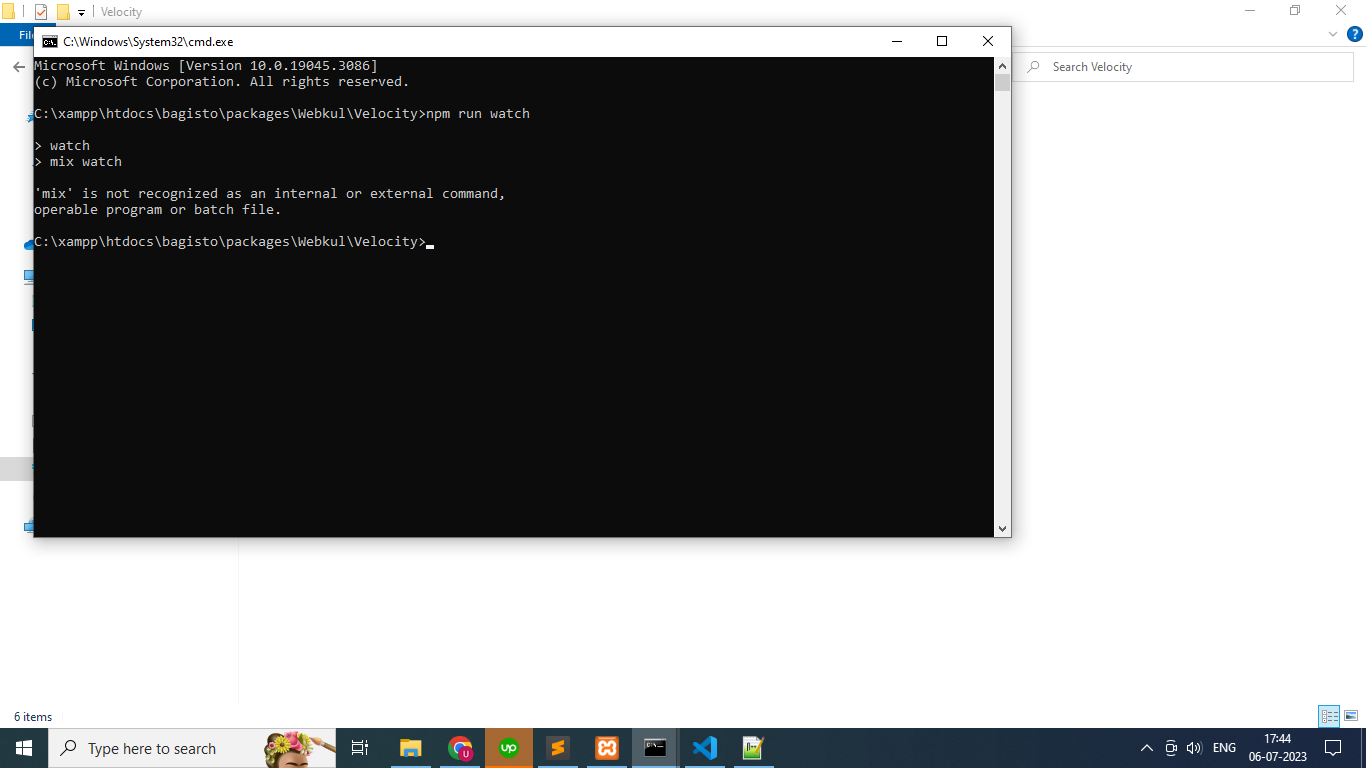 Velocity
Fil
C:\Windows\System32\cmd.exe
Search Velocity
Microsoft Windows [Version 10.0.19045.3086]
(c) Microsoft Corporation. All rights reserved.
C:\xampp\htdocs\bagisto\packages\Webkul\Velocity>npm run watch
> watch
> mix watch
'mix' is not recognized as an internal or external command,
operable program or batch file.
C:\xampp\htdocs\bagisto\packages\Webkul\Velocity>
6 items
Type here to search
ENG
17:44
06-07-2023